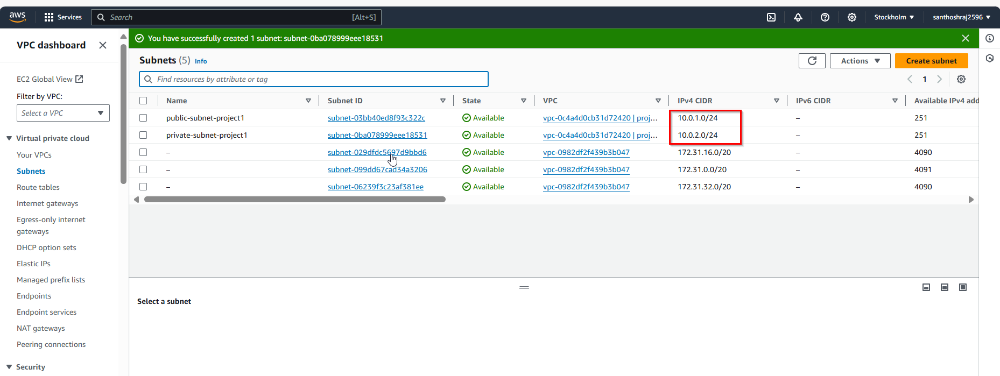 aws Services Search [Alt+S] Stockholm santhoshraj2596
VPC dashboard
EC2 Global View
Filter by VPC:
Select a VPC
Virtual private cloud
Your VPCs
Subnets
Route tables
Internet gateways
Egress-only internet
gateways
DHCP option sets
Elastic IPs
Managed prefix lists
Endpoints
Endpoint services
NAT gateways
Peering connections
Security
You have successfully created 1 subnet: subnet-0ba078999eee18531
Subnets (5) Info Actions Create subnet
Find resources by attribute or tag 1
Name Subnet ID State VPC IPv4 CIDR IPv6 CIDR Available IPv4 add
public-subnet-project1 subnet-03bb40ed8f93c322c Available vpc-0c4a4d0cb31d72420 | proj... 10.0.1.0/24 – 251
private-subnet-project1 subnet-0ba078999eee18531 Available vpc-0c4a4d0cb31d72420 | proj... 10.0.2.0/24 – 251
– subnet-029dfdc5697d9bbd6 Available vpc-0982df2f439b3b047 172.31.16.0/20 – 4090
– subnet-099dd67cad34a3206 Available vpc-0982df2f439b3b047 172.31.0.0/20 – 4091
– subnet-06239f3c23af381ee Available vpc-0982df2f439b3b047 172.31.32.0/20 – 4090
Select a subnet